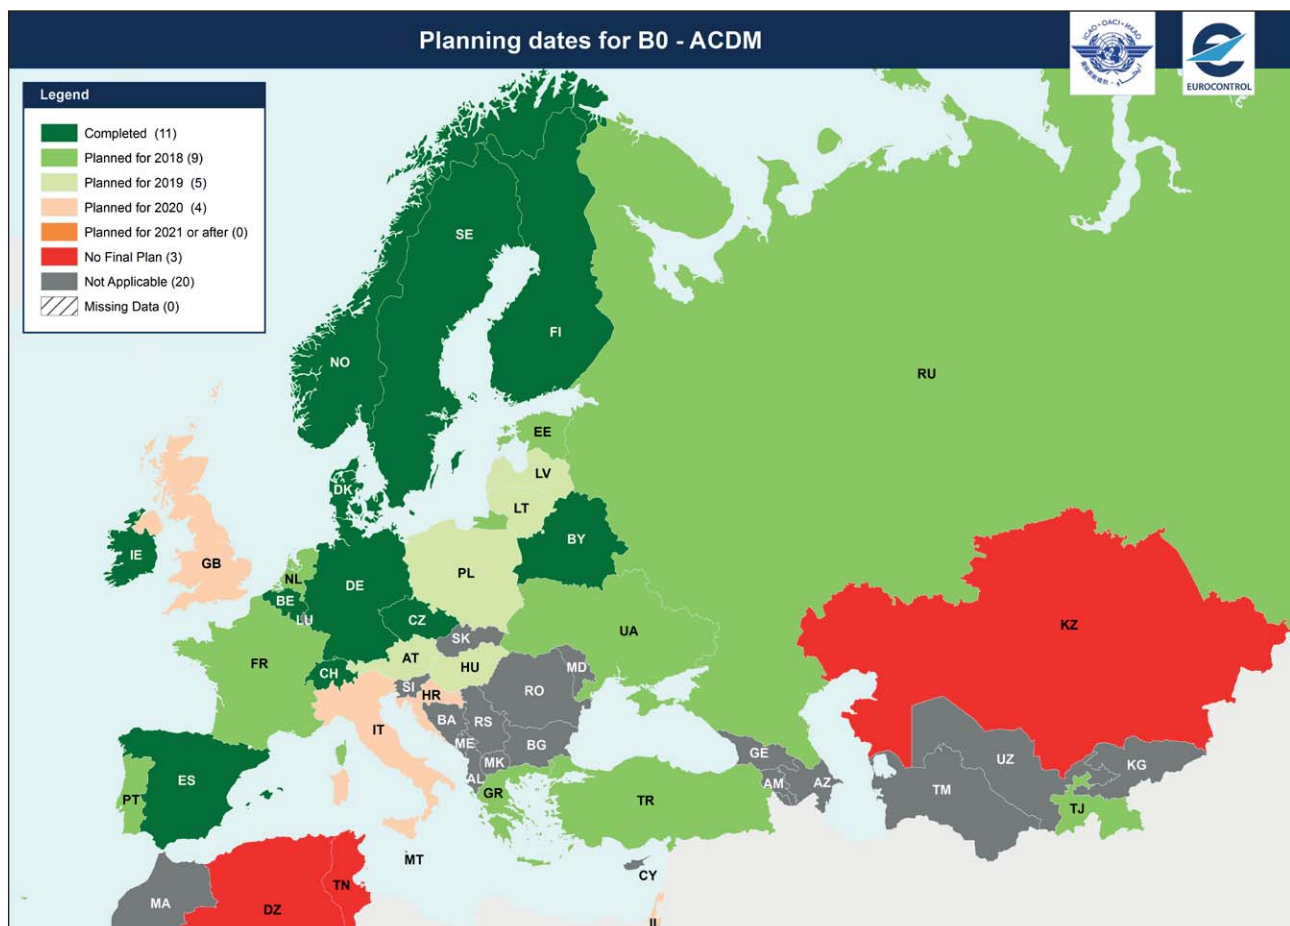 Planning dates for B0 - ACDM
ICAO · OACI · ИКАО
EUROCONTROL
Legend
Completed (11)
Planned for 2018 (9)
Planned for 2019 (5)
Planned for 2020 (4)
Planned for 2021 or after (0)
No Final Plan (3)
Not Applicable (20)
Missing Data (0)
SE
FI
NO
RU
EE
LV
DK
LT
BY
IE
GB
NL
DE
PL
BE
LU
CZ
KZ
UA
SK
FR
AT
HU
MD
CH
SI
HR
RO
BA
RS
IT
ME
BG
GE
UZ
KG
MK
ES
AL
AM
AZ
TM
PT
GR
TR
TJ
MT
CY
TN
MA
DZ
IL